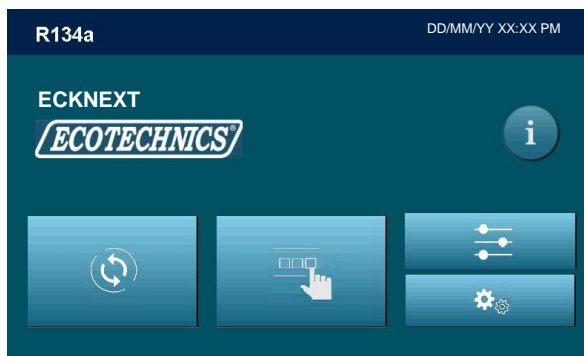 R134a
DD/MM/YY XX:XX PM
ECKNEXT
ECOTECHNICS®
i